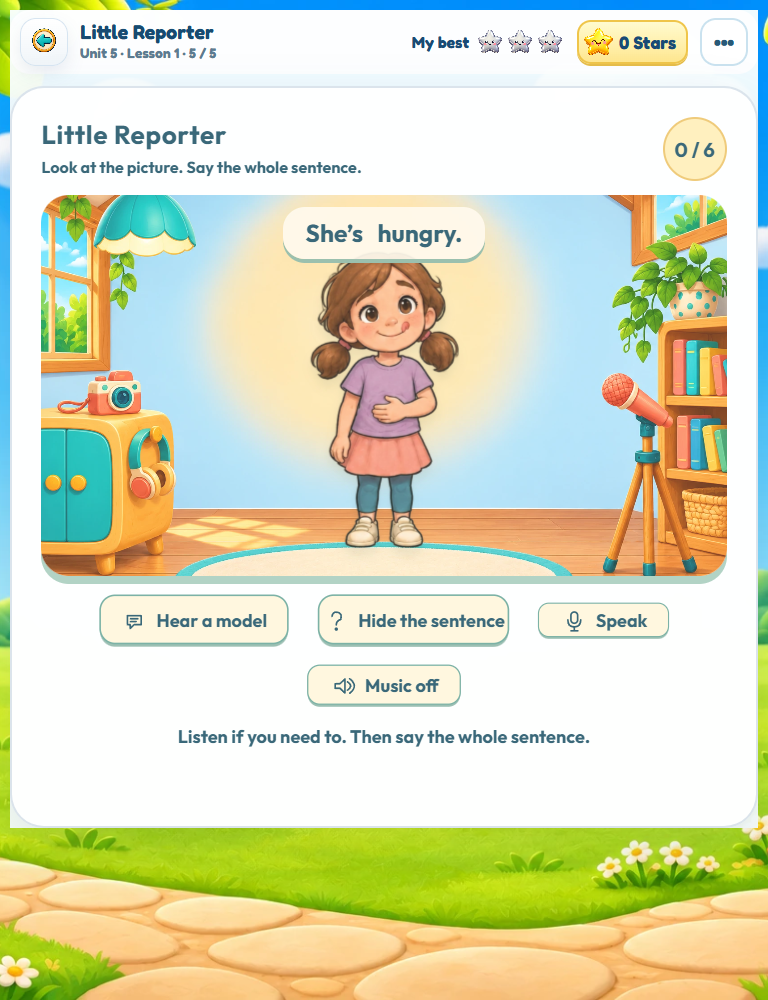 Little Reporter
Unit 5 · Lesson 1 · 5 / 5
My best
0 Stars
Little Reporter
Look at the picture. Say the whole sentence.
0 / 6
She's hungry.
Hear a model
Hide the sentence
Speak
Music off
Listen if you need to. Then say the whole sentence.